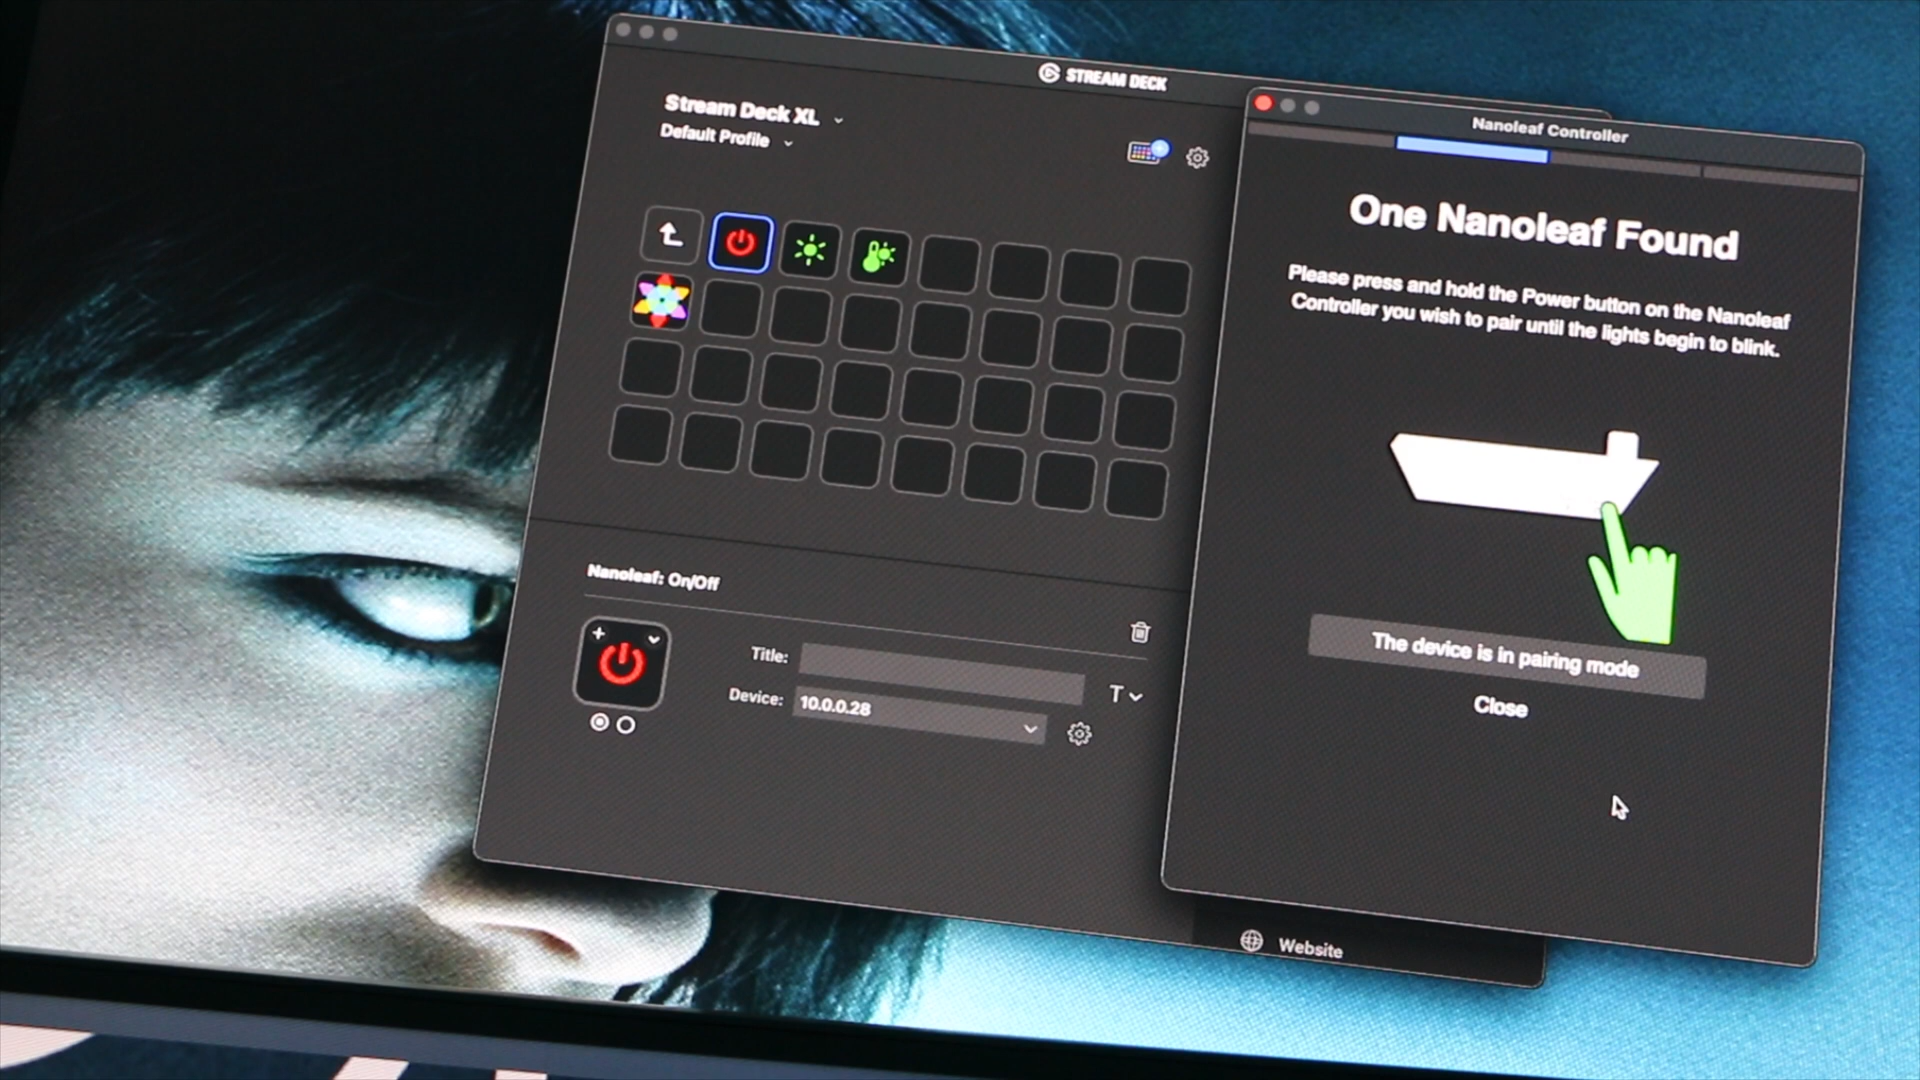 STREAM DECK
Stream Deck XL
Default Profile
Nanoleaf: On/Off
Title:
T
Device:
10.0.0.28
Website
Nanoleaf Controller
One Nanoleaf Found
Please press and hold the Power button on the Nanoleaf
Controller you wish to pair until the lights begin to blink.
The device is in pairing mode
Close